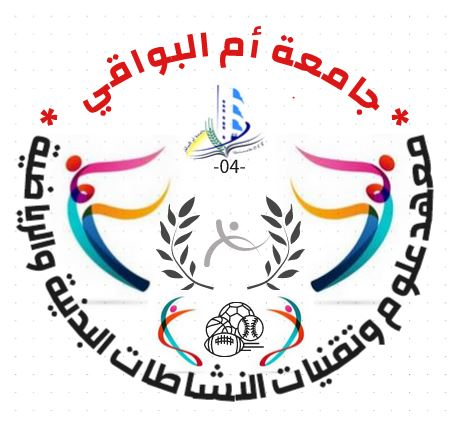 * جامعة أم البواقي *
-04-
معهد علوم وتقنيات النشاطات البدنية والرياضية